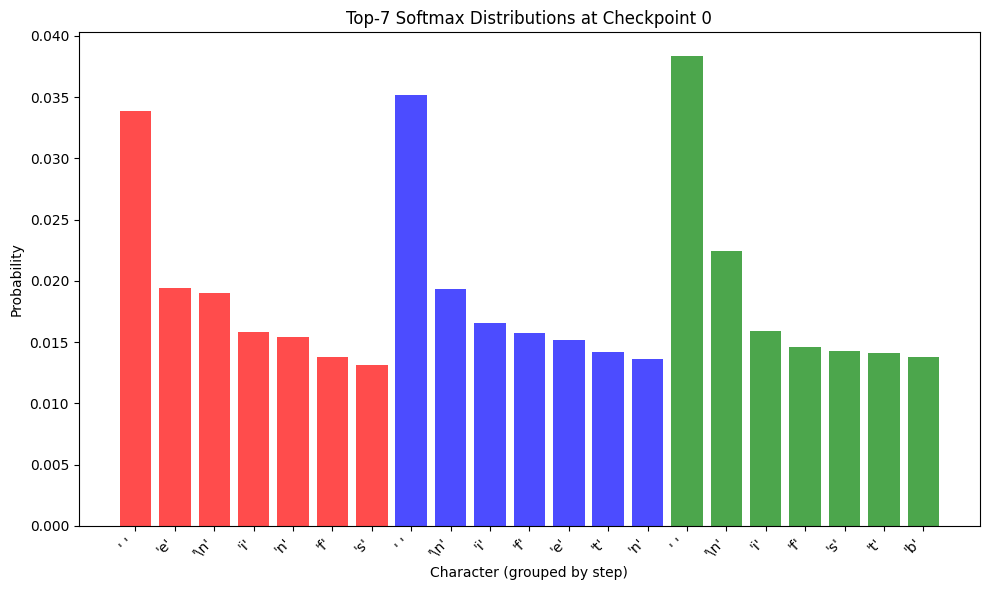 Top-7 Softmax Distributions at Checkpoint 0
Probability
0.040
0.035
0.030
0.025
0.020
0.015
0.010
0.005
0.000
' ' 'e' '\n' 'i' 'n' 'f' 's' ' ' '\n' 'i' 'f' 'e' 't' 'n' ' ' '\n' 'i' 'f' 's' 't' 'b'
Character (grouped by step)